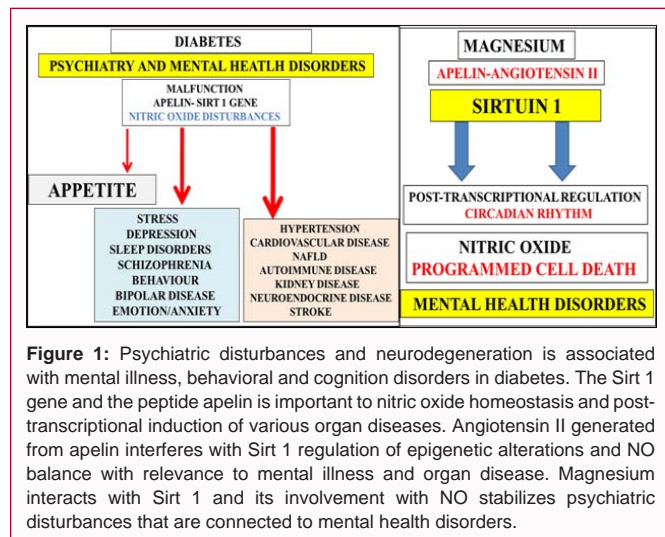 DIABETES
PSYCHIATRY AND MENTAL HEATLH DISORDERS
MALFUNCTION
APELIN- SIRT 1 GENE
NITRIC OXIDE DISTURBANCES
APPETITE
STRESS
DEPRESSION
SLEEP DISORDERS
SCHIZOPHRENIA
BEHAVIOUR
BIPOLAR DISEASE
EMOTION/ANXIETY
HYPERTENSION
CARDIOVASCULAR DISEASE
NAFLD
AUTOIMMUNE DISEASE
KIDNEY DISEASE
NEUROENDOCRINE DISEASE
STROKE
MAGNESIUM
APELIN-ANGIOTENSIN II
SIRTUIN 1
POST-TRANSCRIPTIONAL REGULATION
CIRCADIAN RHYTHM
NITRIC OXIDE
PROGRAMMED CELL DEATH
MENTAL HEALTH DISORDERS
Figure 1: Psychiatric disturbances and neurodegeneration is associated
with mental illness, behavioral and cognition disorders in diabetes. The Sirt 1
gene and the peptide apelin is important to nitric oxide homeostasis and post-
transcriptional induction of various organ diseases. Angiotensin II generated
from apelin interferes with Sirt 1 regulation of epigenetic alterations and NO
balance with relevance to mental illness and organ disease. Magnesium
interacts with Sirt 1 and its involvement with NO stabilizes psychiatric
disturbances that are connected to mental health disorders.